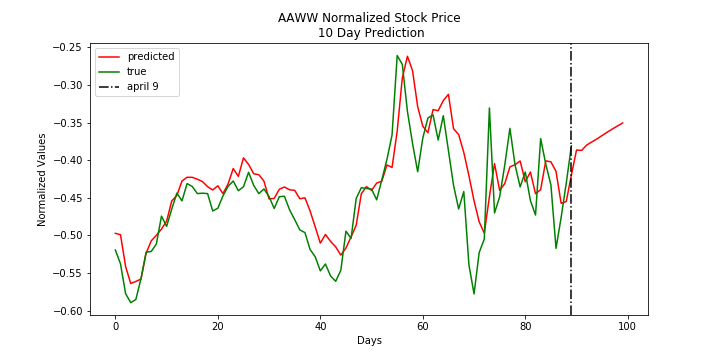 AAWW Normalized Stock Price
10 Day Prediction
Normalized Values
−0.25
−0.30
−0.35
−0.40
−0.45
−0.50
−0.55
−0.60
predicted
true
april 9
0
20
40
60
80
100
Days